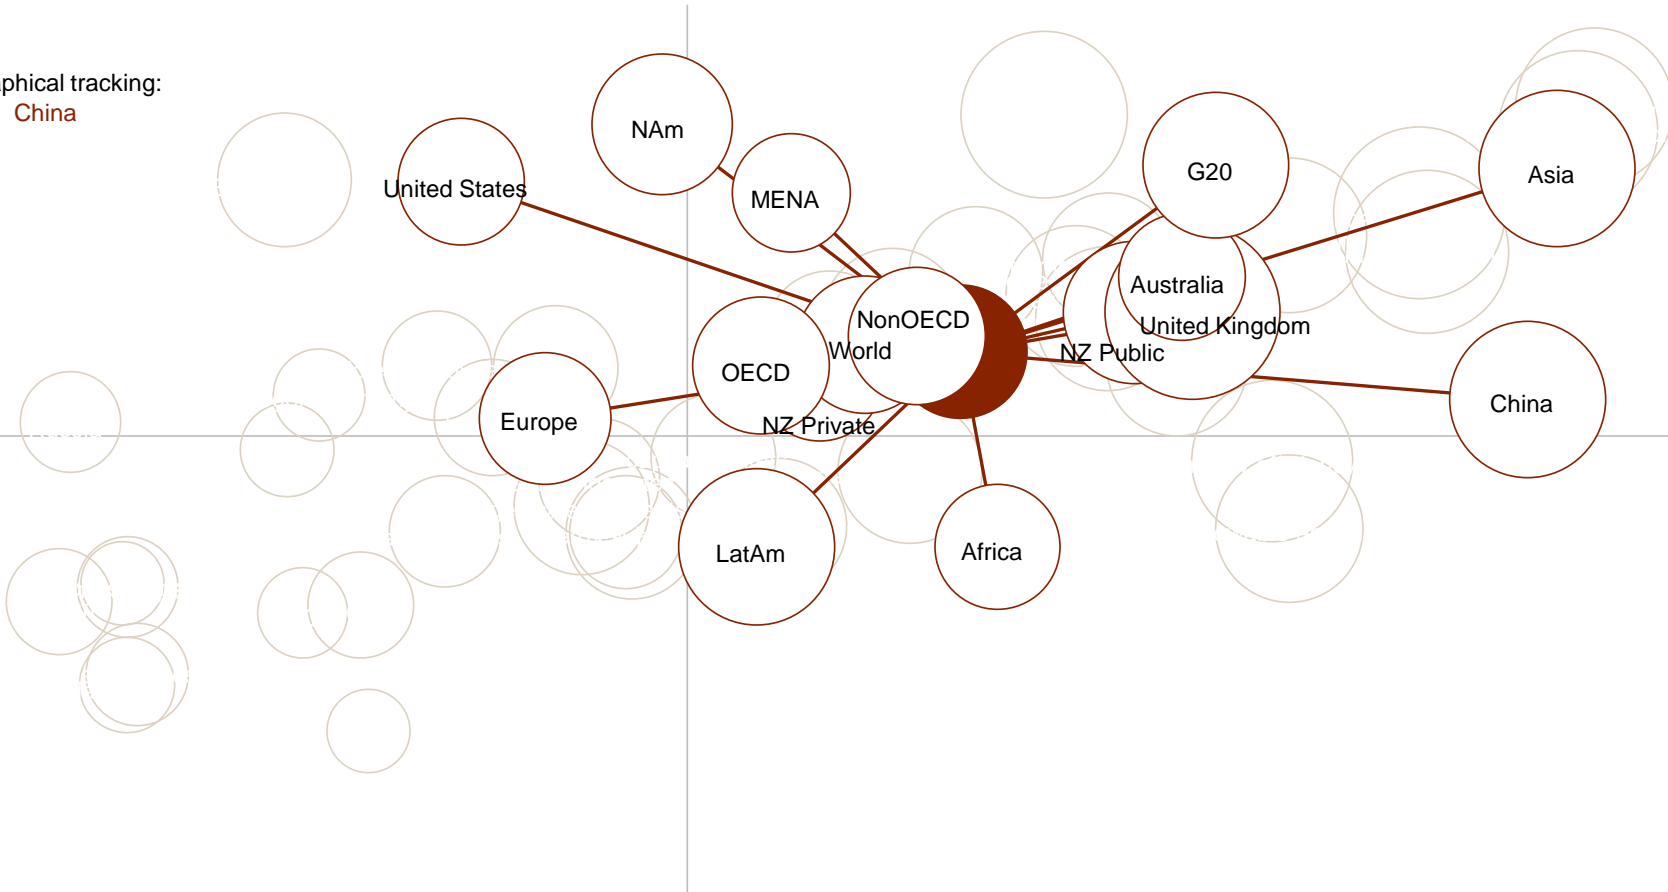 aphical tracking:
China
NAm
United States
MENA
G20
Asia
Australia
NonOECD
United Kingdom
World
NZ Public
OECD
China
Europe
NZ Private
LatAm
Africa